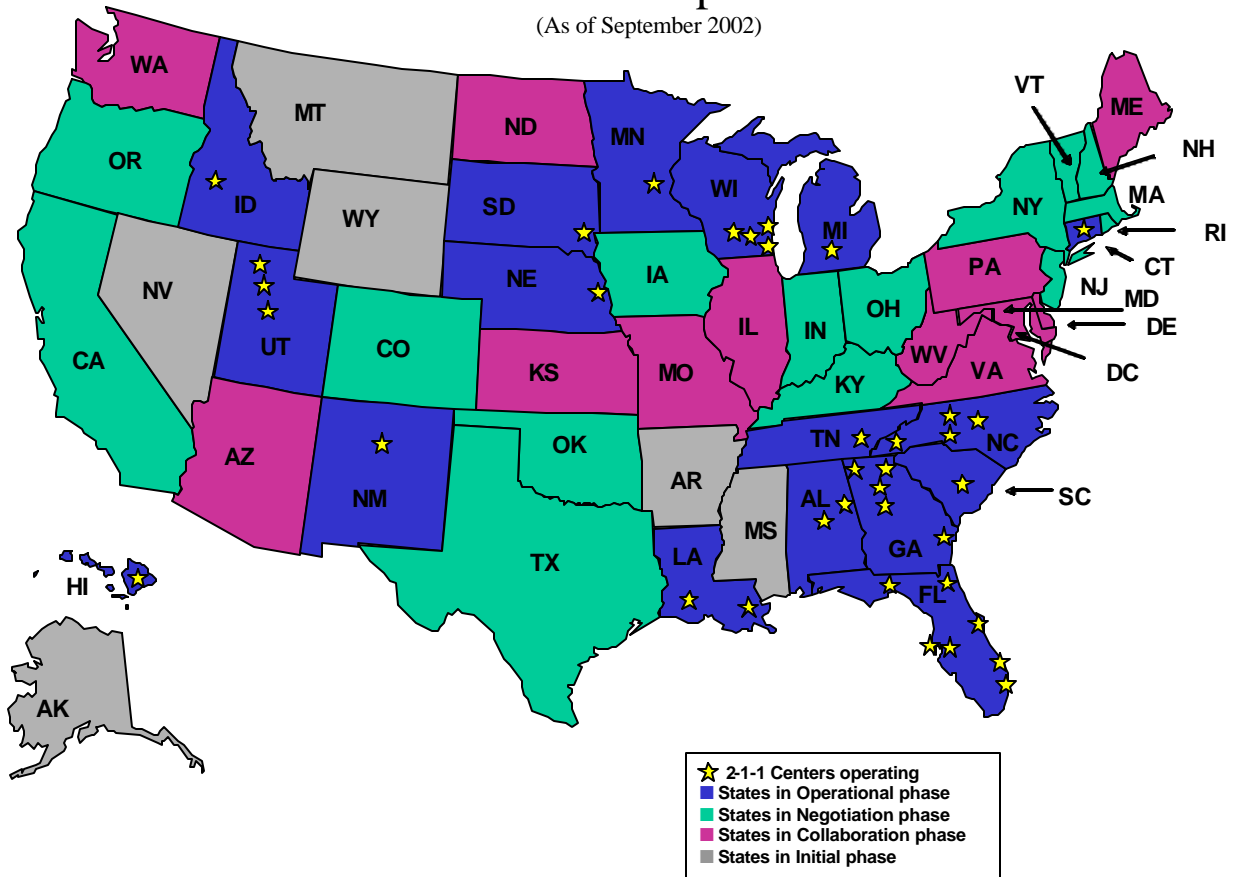 (As of September 2002)
WA
MT
ND
MN
VT
ME
OR
NH
ID
WI
MA
SD
NY
WY
MI
RI
PA
CT
NE
IA
NJ
NV
MD
OH
IL
IN
DE
UT
CO
CA
WV
KS
MO
VA
DC
KY
TN
NC
OK
AZ
AR
NM
AL
SC
MS
GA
LA
TX
HI
FL
AK
2-1-1 Centers operating
States in Operational phase
States in Negotiation phase
States in Collaboration phase
States in Initial phase